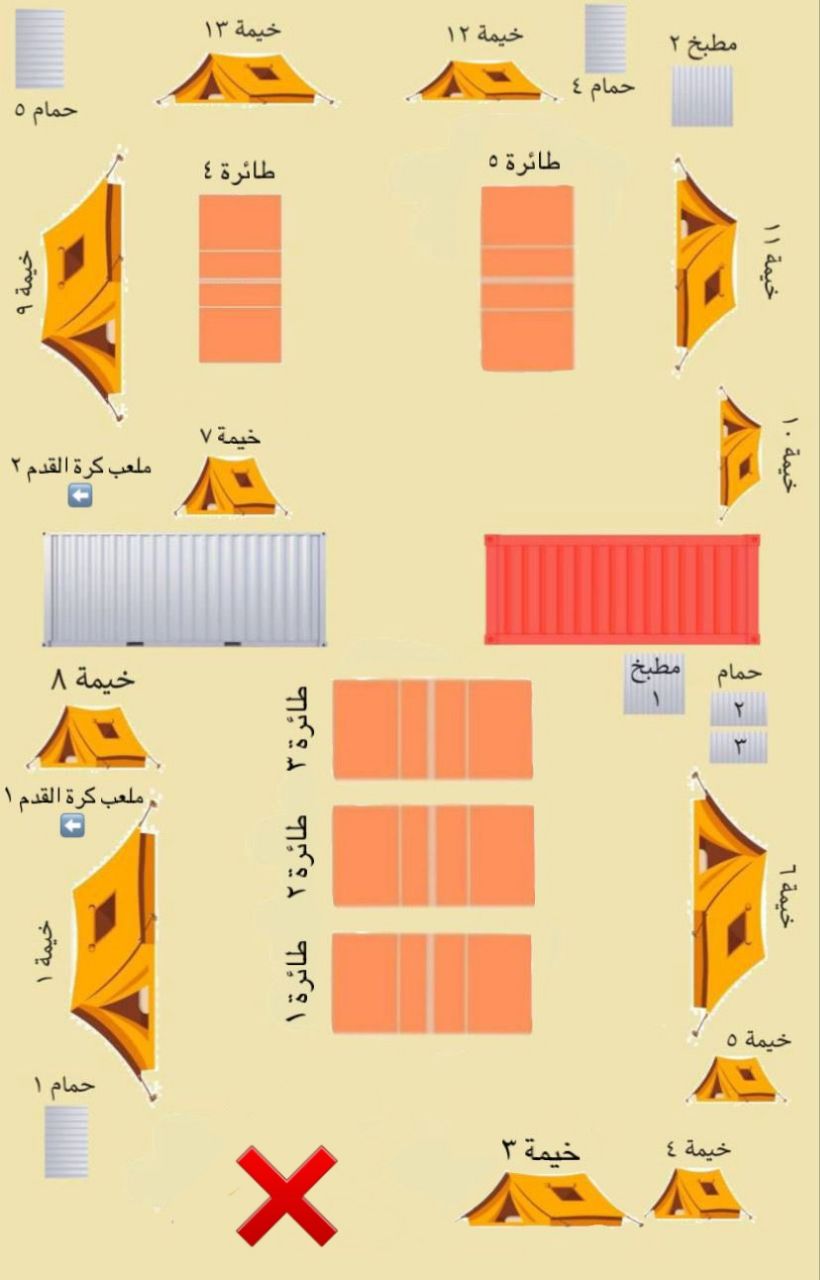 خيمة ١٣
خيمة ١٢
مطبخ ٢
حمام ٤
حمام ٥
طائرة ٥
طائرة ٤
خيمة ١١
خيمة ٩
خيمة ١٠
خيمة ٧
ملعب كرة القدم ٢
مطبخ
١
حمام
٢
٣
خيمة ٨
طائرة ٣
ملعب كرة القدم ١
طائرة ٢
خيمة ٦
خيمة ١
طائرة ١
خيمة ٥
حمام ١
خيمة ٤
خيمة ٣